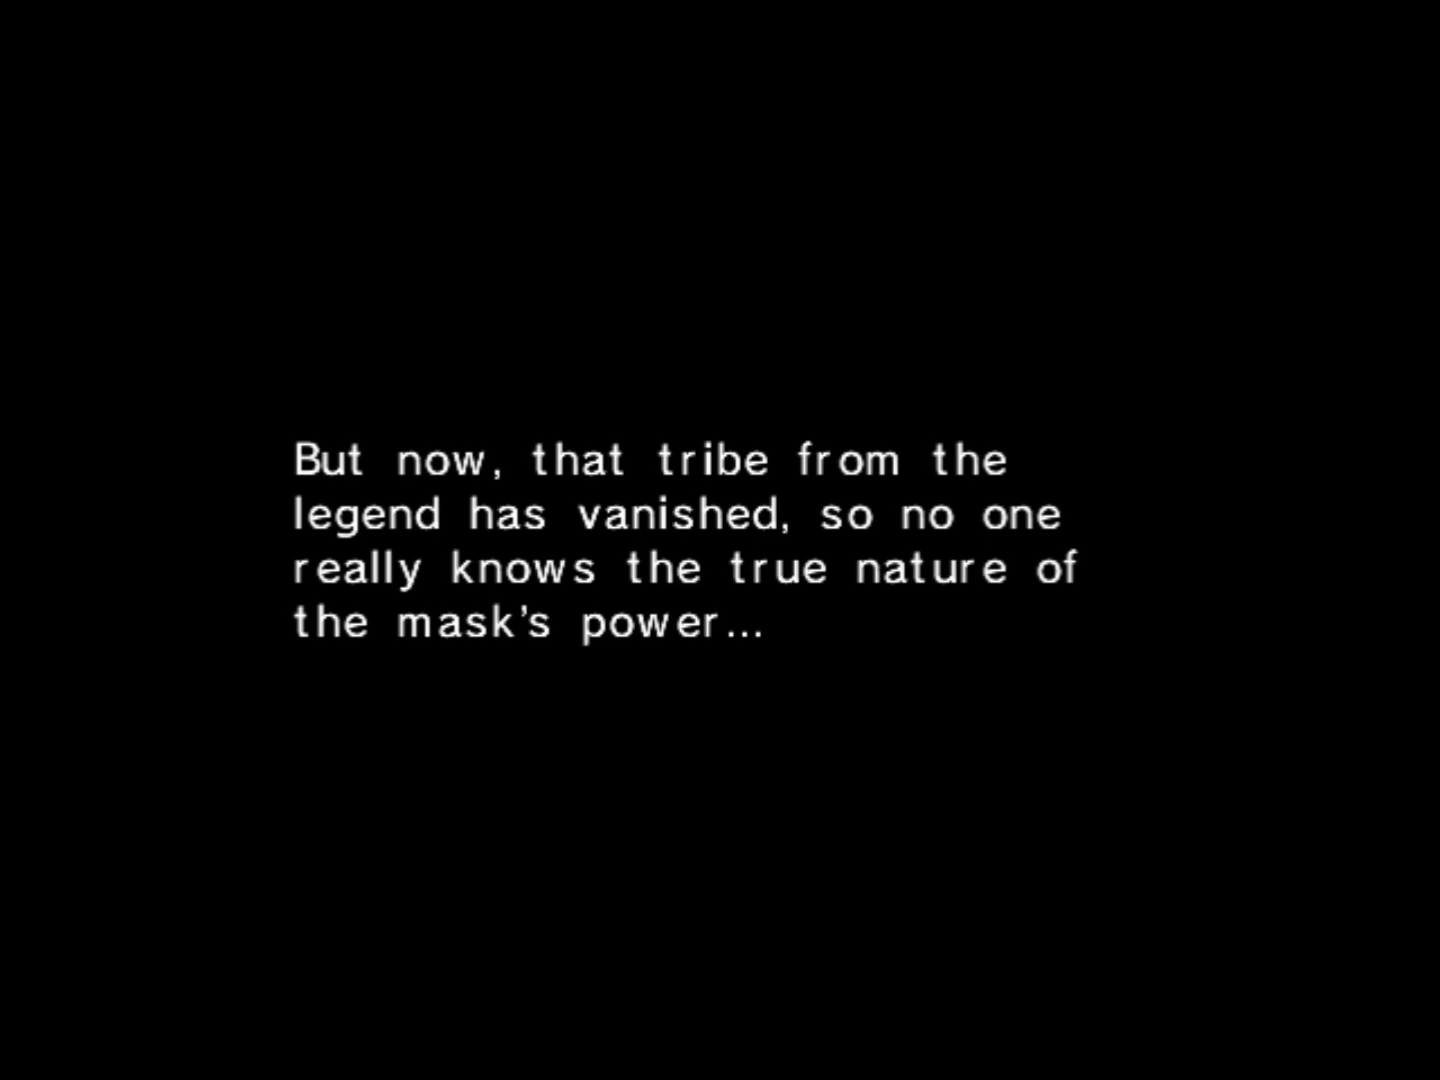 But now, that tribe from the
legend has vanished, so no one
really knows the true nature of
the mask's power...